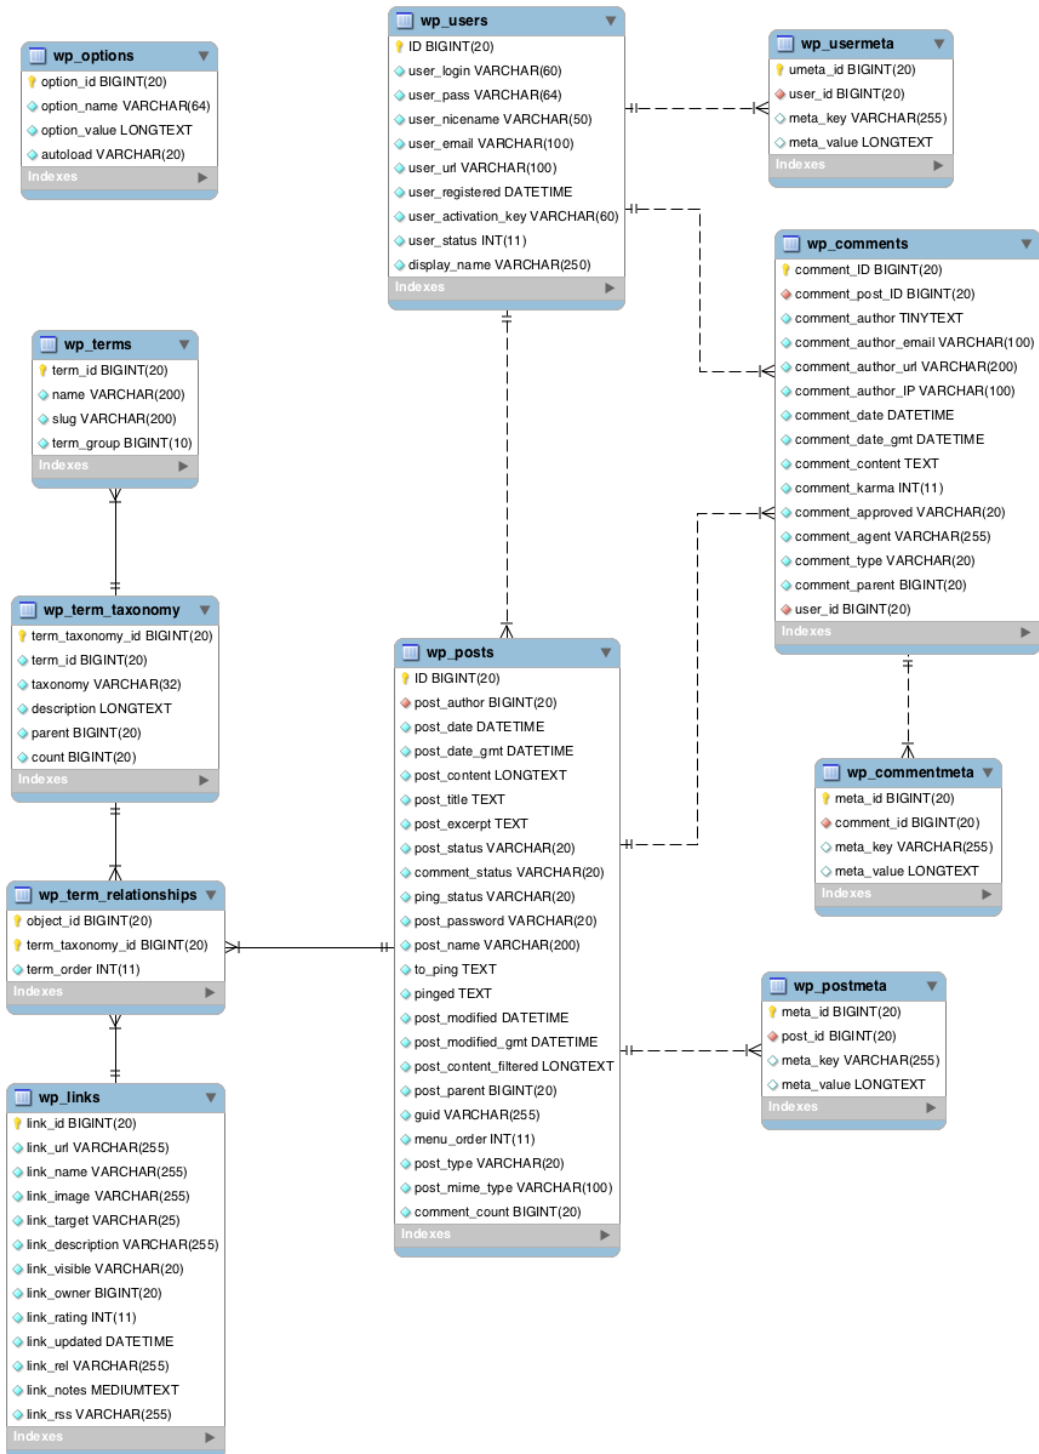 wp_options
option_id BIGINT(20)
option_name VARCHAR(64)
option_value LONGTEXT
autoload VARCHAR(20)
Indexes
wp_users
ID BIGINT(20)
user_login VARCHAR(60)
user_pass VARCHAR(64)
user_nicename VARCHAR(50)
user_email VARCHAR(100)
user_url VARCHAR(100)
user_registered DATETIME
user_activation_key VARCHAR(60)
user_status INT(11)
display_name VARCHAR(250)
Indexes
wp_usermeta
umeta_id BIGINT(20)
user_id BIGINT(20)
meta_key VARCHAR(255)
meta_value LONGTEXT
Indexes
wp_comments
comment_ID BIGINT(20)
comment_post_ID BIGINT(20)
comment_author TINYTEXT
comment_author_email VARCHAR(100)
comment_author_url VARCHAR(200)
comment_author_IP VARCHAR(100)
comment_date DATETIME
comment_date_gmt DATETIME
comment_content TEXT
comment_karma INT(11)
comment_approved VARCHAR(20)
comment_agent VARCHAR(255)
comment_type VARCHAR(20)
comment_parent BIGINT(20)
user_id BIGINT(20)
Indexes
wp_terms
term_id BIGINT(20)
name VARCHAR(200)
slug VARCHAR(200)
term_group BIGINT(10)
Indexes
wp_term_taxonomy
term_taxonomy_id BIGINT(20)
term_id BIGINT(20)
taxonomy VARCHAR(32)
description LONGTEXT
parent BIGINT(20)
count BIGINT(20)
Indexes
wp_posts
ID BIGINT(20)
post_author BIGINT(20)
post_date DATETIME
post_date_gmt DATETIME
post_content LONGTEXT
post_title TEXT
post_excerpt TEXT
post_status VARCHAR(20)
comment_status VARCHAR(20)
ping_status VARCHAR(20)
post_password VARCHAR(20)
post_name VARCHAR(200)
to_ping TEXT
pinged TEXT
post_modified DATETIME
post_modified_gmt DATETIME
post_content_filtered LONGTEXT
post_parent BIGINT(20)
guid VARCHAR(255)
menu_order INT(11)
post_type VARCHAR(20)
post_mime_type VARCHAR(100)
comment_count BIGINT(20)
Indexes
wp_commentmeta
meta_id BIGINT(20)
comment_id BIGINT(20)
meta_key VARCHAR(255)
meta_value LONGTEXT
Indexes
wp_term_relationships
object_id BIGINT(20)
term_taxonomy_id BIGINT(20)
term_order INT(11)
Indexes
wp_postmeta
meta_id BIGINT(20)
post_id BIGINT(20)
meta_key VARCHAR(255)
meta_value LONGTEXT
Indexes
wp_links
link_id BIGINT(20)
link_url VARCHAR(255)
link_name VARCHAR(255)
link_image VARCHAR(255)
link_target VARCHAR(25)
link_description VARCHAR(255)
link_visible VARCHAR(20)
link_owner BIGINT(20)
link_rating INT(11)
link_updated DATETIME
link_rel VARCHAR(255)
link_notes MEDIUMTEXT
link_rss VARCHAR(255)
Indexes